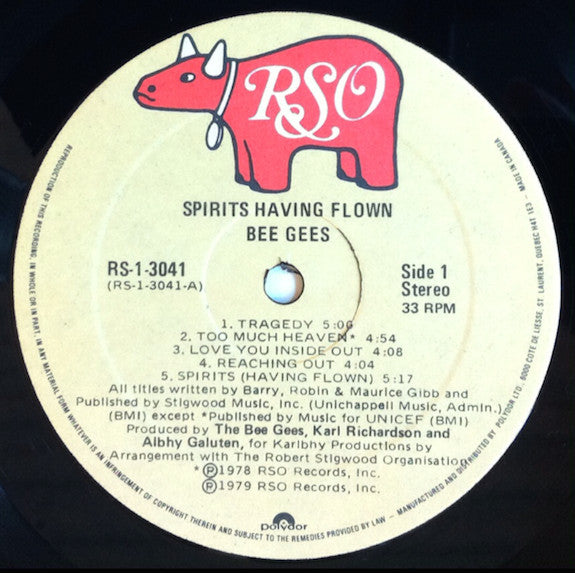 RSO
SPIRITS HAVING FLOWN
BEE GEES
RS-1-3041
(RS-1-3041-A)
Side 1
Stereo
33 RPM
1. TRAGEDY 5:06
2. TOO MUCH HEAVEN* 4:54
3. LOVE YOU INSIDE OUT 4:08
4. REACHING OUT 4:04
5. SPIRITS (HAVING FLOWN) 5:17
All titles written by Barry, Robin & Maurice Gibb and
Published by Stigwood Music, Inc. (Unichappell Music, Admin.)
(BMI) except *Published by Music for UNICEF (BMI)
Produced by The Bee Gees, Karl Richardson and
Albhy Galuten, for Karlbhy Productions by
Arrangement with The Robert Stigwood Organisation
* Ⓟ1978 RSO Records, Inc.
Ⓟ1979 RSO Records, Inc.
polydor
REPRODUCTION OF THIS RECORDING, IN WHOLE OR IN PART, IN ANY MATERIAL FORM WHATEVER IS AN INFRINGEMENT OF COPYRIGHT THEREIN AND SUBJECT TO THE REMEDIES PROVIDED BY LAW – MANUFACTURED AND DISTRIBUTED BY POLYDOR LTD. 6000 COTE DE LIESSE, ST. LAURENT, QUEBEC H4T 1E3 – MADE IN CANADA